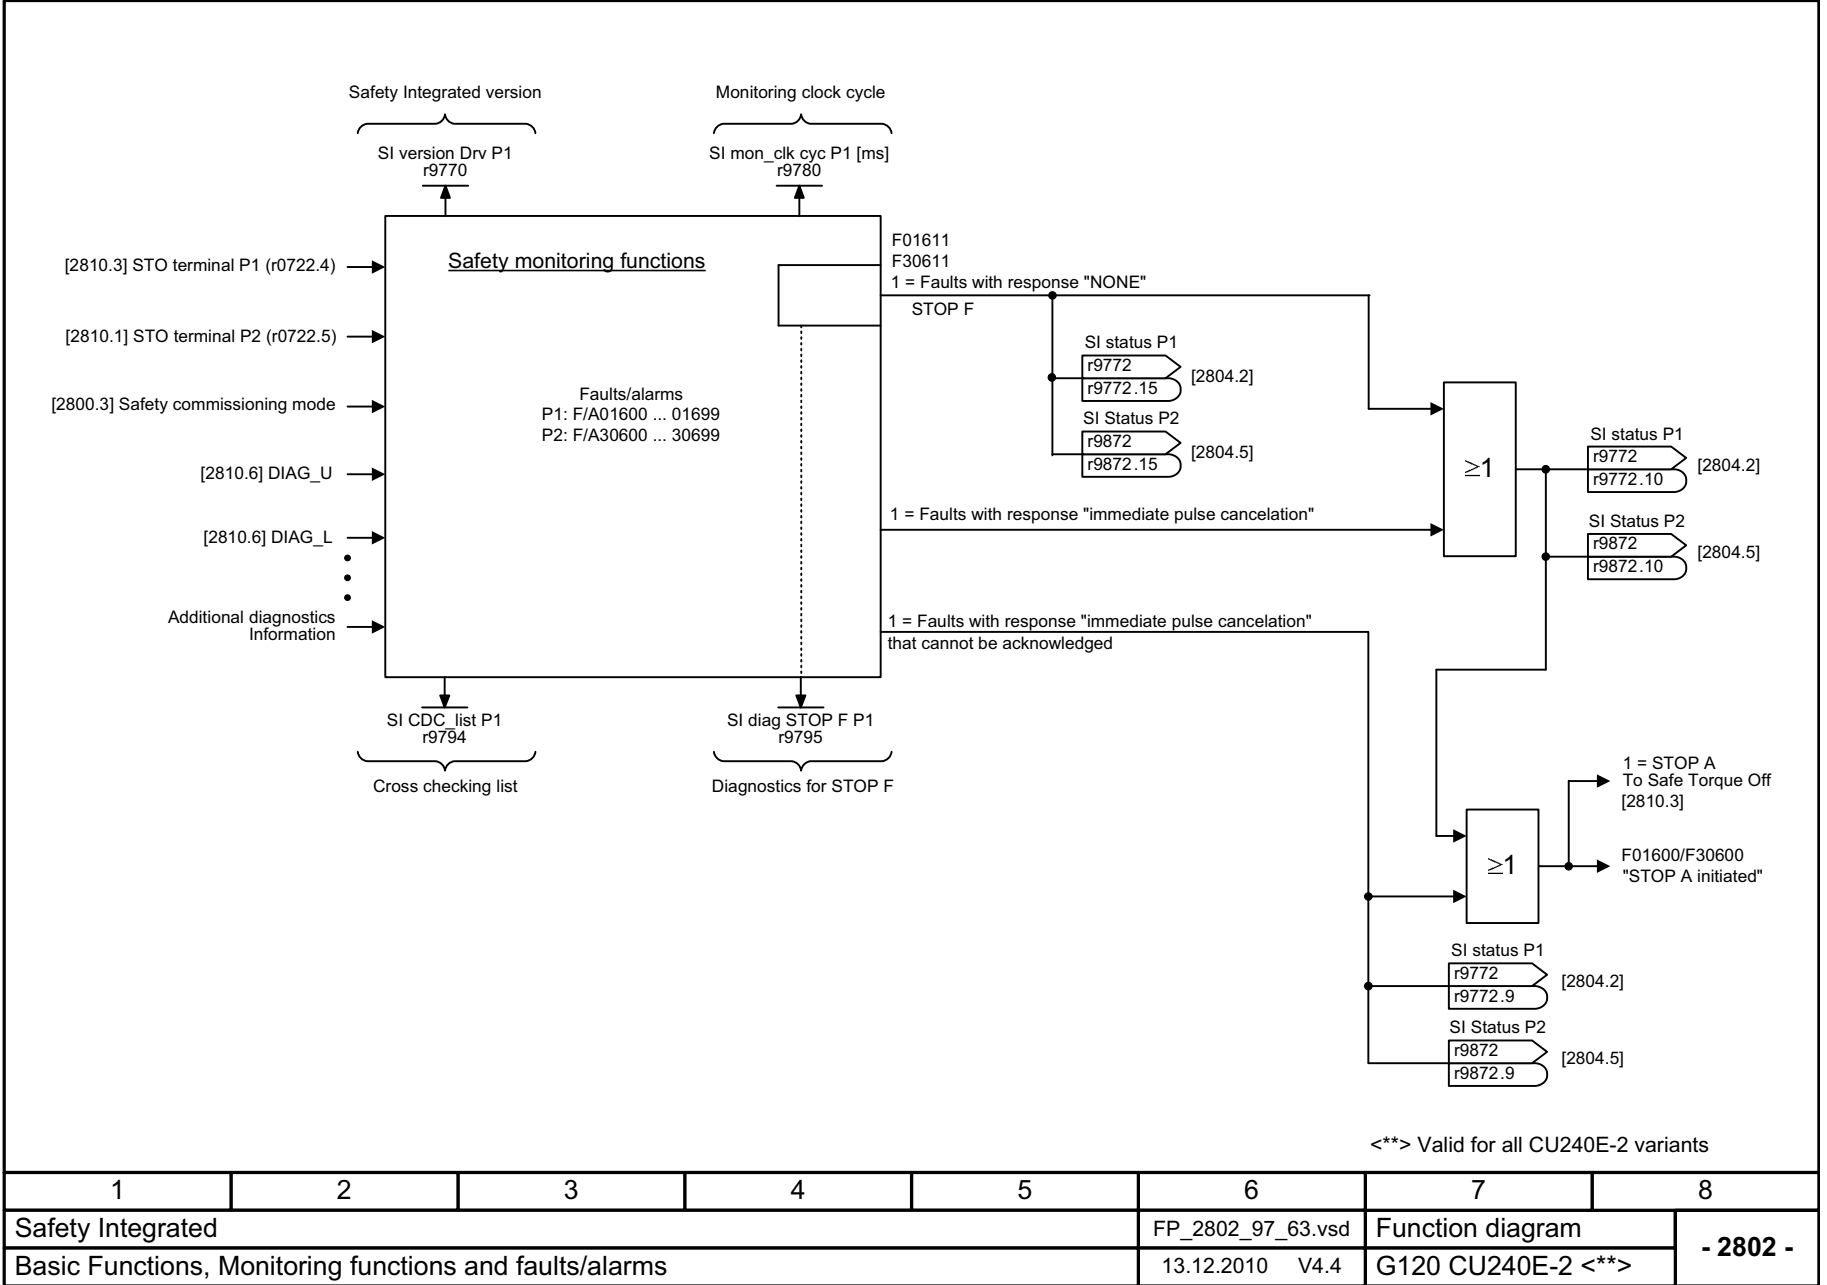 Safety Integrated version
Monitoring clock cycle
SI version Drv P1
r9770
SI mon_clk cyc P1 [ms]
r9780
[2810.3] STO terminal P1 (r0722.4)
[2810.1] STO terminal P2 (r0722.5)
[2800.3] Safety commissioning mode
[2810.6] DIAG_U
[2810.6] DIAG_L
Additional diagnostics
Information
Safety monitoring functions
Faults/alarms
P1: F/A01600 ... 01699
P2: F/A30600 ... 30699
F01611
F30611
1 = Faults with response "NONE"
STOP F
SI status P1
r9772
r9772.15
[2804.2]
SI Status P2
r9872
r9872.15
[2804.5]
1 = Faults with response "immediate pulse cancelation"
≥1
SI status P1
r9772
r9772.10
[2804.2]
SI Status P2
r9872
r9872.10
[2804.5]
1 = Faults with response "immediate pulse cancelation"
that cannot be acknowledged
SI CDC_list P1
r9794
Cross checking list
SI diag STOP F P1
r9795
Diagnostics for STOP F
1 = STOP A
To Safe Torque Off
[2810.3]
≥1
F01600/F30600
"STOP A initiated"
SI status P1
r9772
r9772.9
[2804.2]
SI Status P2
r9872
r9872.9
[2804.5]
<**> Valid for all CU240E-2 variants
1 2 3 4 5 6 7 8
Safety Integrated
FP_2802_97_63.vsd
Function diagram
- 2802 -
Basic Functions, Monitoring functions and faults/alarms
13.12.2010 V4.4
G120 CU240E-2 <**>